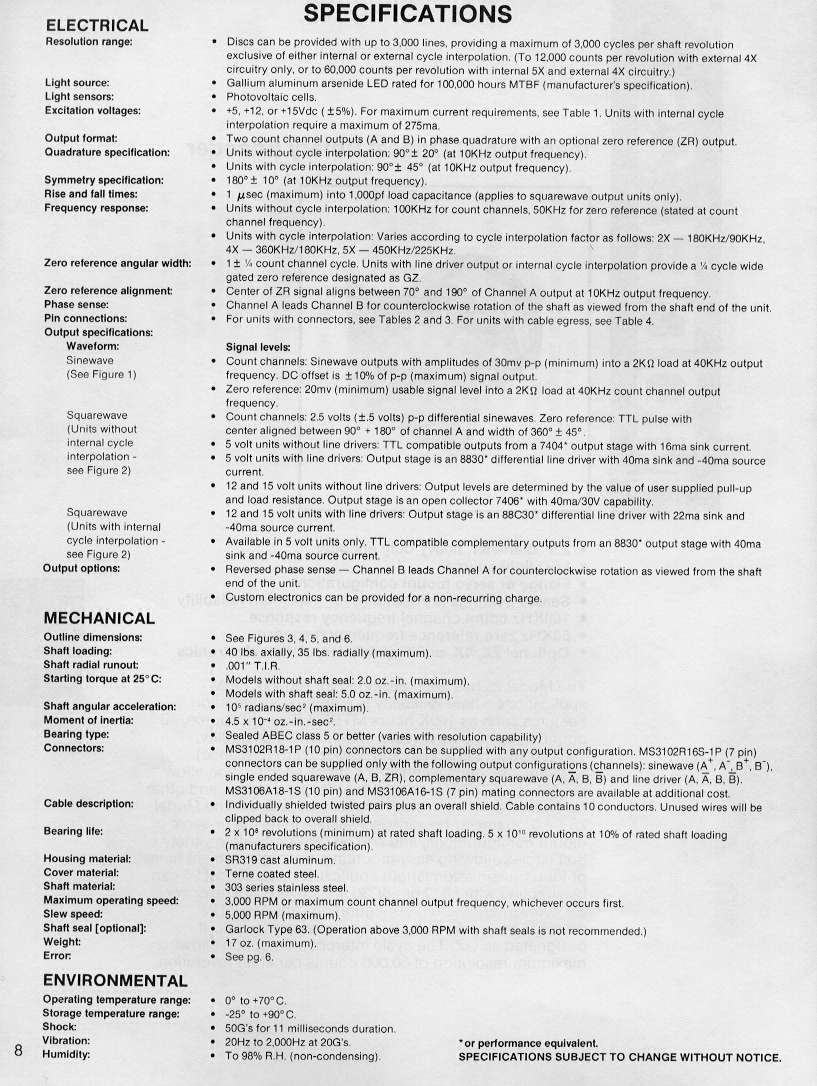 SPECIFICATIONS
ELECTRICAL
Resolution range: • Discs can be provided with up to 3,000 lines, providing a maximum of 3,000 cycles per shaft revolution
exclusive of either internal or external cycle interpolation. (To 12,000 counts per revolution with external 4X
circuitry only, or to 60,000 counts per revolution with internal 5X and external 4X circuitry.)
Light source: • Gallium aluminum arsenide LED rated for 100,000 hours MTBF (manufacturer's specification).
Light sensors: • Photovoltaic cells.
Excitation voltages: • +5, +12, or +15Vdc (±5%). For maximum current requirements, see Table 1. Units with internal cycle
interpolation require a maximum of 275ma.
Output format: • Two count channel outputs (A and B) in phase quadrature with an optional zero reference (ZR) output.
Quadrature specification: • Units without cycle interpolation: 90°± 20° (at 10KHz output frequency).
• Units with cycle interpolation: 90°± 45° (at 10KHz output frequency).
Symmetry specification: • 180°± 10° (at 10KHz output frequency).
Rise and fall times: • 1 µsec (maximum) into 1,000pf load capacitance (applies to squarewave output units only).
Frequency response: • Units without cycle interpolation: 100KHz for count channels, 50KHz for zero reference (stated at count
channel frequency).
• Units with cycle interpolation: Varies according to cycle interpolation factor as follows: 2X — 180KHz/90KHz,
4X — 360KHz/180KHz, 5X — 450KHz/225KHz.
Zero reference angular width: • 1± ¼ count channel cycle. Units with line driver output or internal cycle interpolation provide a ¼ cycle wide
gated zero reference designated as GZ.
Zero reference alignment: • Center of ZR signal aligns between 70° and 190° of Channel A output at 10KHz output frequency.
Phase sense: • Channel A leads Channel B for counterclockwise rotation of the shaft as viewed from the shaft end of the unit.
Pin connections: • For units with connectors, see Tables 2 and 3. For units with cable egress, see Table 4.
Output specifications:
Waveform: Signal levels:
Sinewave • Count channels: Sinewave outputs with amplitudes of 30mv p-p (minimum) into a 2KΩ load at 40KHz output
(See Figure 1) frequency. DC offset is ±10% of p-p (maximum) signal output.
• Zero reference: 20mv (minimum) usable signal level into a 2KΩ load at 40KHz count channel output
frequency.
Squarewave • Count channels: 2.5 volts (±.5 volts) p-p differential sinewaves. Zero reference: TTL pulse with
(Units without center aligned between 90° + 180° of channel A and width of 360° ± 45°.
internal cycle • 5 volt units without line drivers: TTL compatible outputs from a 7404* output stage with 16ma sink current.
interpolation - • 5 volt units with line drivers: Output stage is an 8830* differential line driver with 40ma sink and -40ma source
see Figure 2) current.
• 12 and 15 volt units without line drivers: Output levels are determined by the value of user supplied pull-up
and load resistance. Output stage is an open collector 7406* with 40ma/30V capability.
Squarewave • 12 and 15 volt units with line drivers: Output stage is an 88C30* differential line driver with 22ma sink and
(Units with internal -40ma source current.
cycle interpolation - • Available in 5 volt units only. TTL compatible complementary outputs from an 8830* output stage with 40ma
see Figure 2) sink and -40ma source current.
Output options: • Reversed phase sense — Channel B leads Channel A for counterclockwise rotation as viewed from the shaft
end of the unit.
• Custom electronics can be provided for a non-recurring charge.
MECHANICAL
Outline dimensions: • See Figures 3, 4, 5, and 6.
Shaft loading: • 40 lbs. axially, 35 lbs. radially (maximum).
Shaft radial runout: • .001" T.I.R.
Starting torque at 25°C: • Models without shaft seal: 2.0 oz.-in. (maximum).
• Models with shaft seal: 5.0 oz.-in. (maximum).
Shaft angular acceleration: • 10⁵ radians/sec² (maximum).
Moment of inertia: • 4.5 x 10⁻⁴ oz.-in.-sec².
Bearing type: • Sealed ABEC class 5 or better (varies with resolution capability)
Connectors: • MS3102R18-1P (10 pin) connectors can be supplied with any output configuration. MS3102R16S-1P (7 pin)
connectors can be supplied only with the following output configurations (channels): sinewave (A⁺, A⁻, B⁺, B⁻),
single ended squarewave (A, B, ZR), complementary squarewave (A, A̅, B, B̅) and line driver (A, A̅, B, B̅).
MS3106A18-1S (10 pin) and MS3106A16-1S (7 pin) mating connectors are available at additional cost.
Cable description: • Individually shielded twisted pairs plus an overall shield. Cable contains 10 conductors. Unused wires will be
clipped back to overall shield.
Bearing life: • 2 x 10⁸ revolutions (minimum) at rated shaft loading. 5 x 10¹⁰ revolutions at 10% of rated shaft loading
(manufacturers specification).
Housing material: • SR319 cast aluminum.
Cover material: • Terne coated steel.
Shaft material: • 303 series stainless steel.
Maximum operating speed: • 3,000 RPM or maximum count channel output frequency, whichever occurs first.
Slew speed: • 5,000 RPM (maximum).
Shaft seal [optional]: • Garlock Type 63. (Operation above 3,000 RPM with shaft seals is not recommended.)
Weight: • 17 oz. (maximum).
Error: • See pg. 6.
ENVIRONMENTAL
Operating temperature range: • 0° to +70°C.
Storage temperature range: • -25° to +90°C.
Shock: • 50G's for 11 milliseconds duration.
Vibration: • 20Hz to 2,000Hz at 20G's. *or performance equivalent.
Humidity: • To 98% R.H. (non-condensing). SPECIFICATIONS SUBJECT TO CHANGE WITHOUT NOTICE.
8